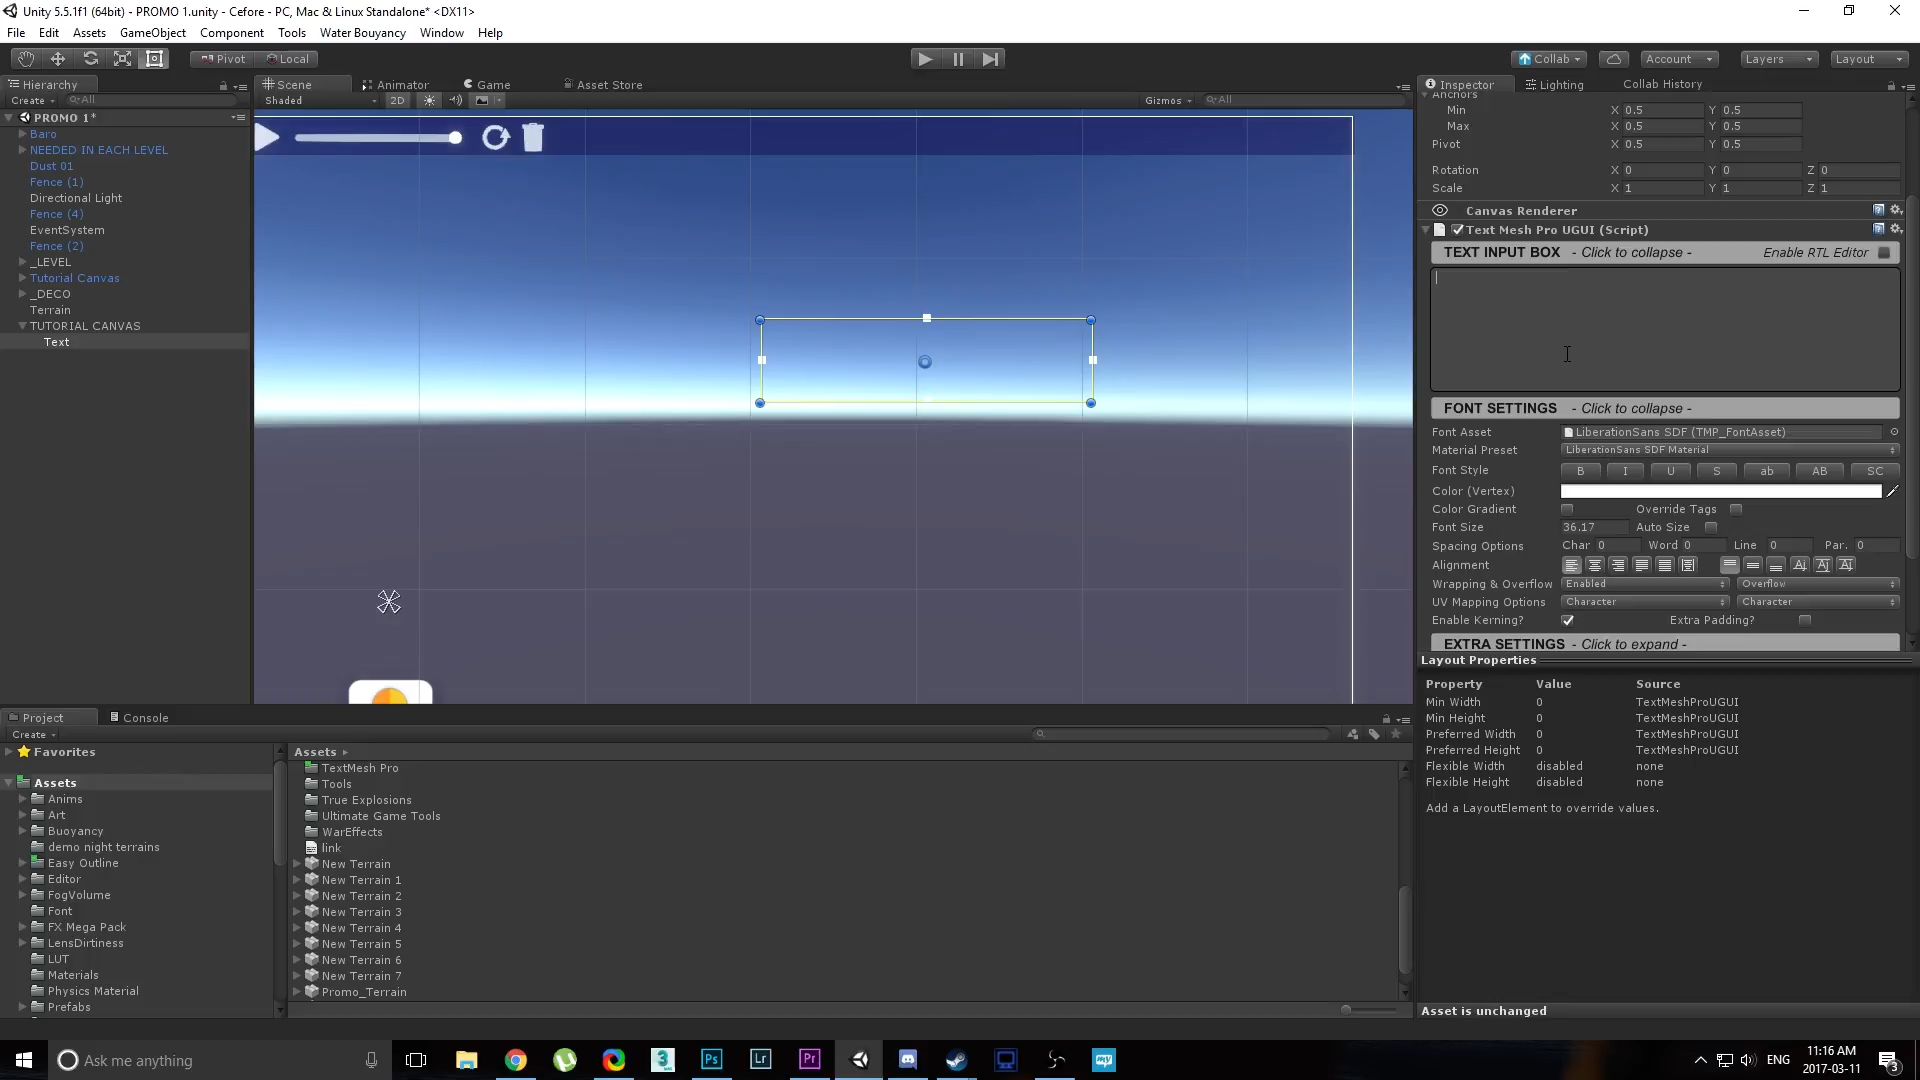 Unity 5.5.1f1 (64bit) - PROMO 1.unity - Cefore - PC, Mac & Linux Standalone* <DX11>
File Edit Assets GameObject Component Tools Water Bouyancy Window Help
Pivot Local Collab Account Layers Layout
Hierarchy Scene Animator Game Asset Store Inspector Lighting Collab History
Create All Shaded 2D Gizmos All
PROMO 1*
Baro
NEEDED IN EACH LEVEL
Dust 01
Fence (1)
Directional Light
Fence (4)
EventSystem
Fence (2)
_LEVEL
Tutorial Canvas
_DECO
Terrain
TUTORIAL CANVAS
Text
Anchors
Min X 0.5 Y 0.5
Max X 0.5 Y 0.5
Pivot X 0.5 Y 0.5
Rotation X 0 Y 0 Z 0
Scale X 1 Y 1 Z 1
Canvas Renderer
Text Mesh Pro UGUI (Script)
TEXT INPUT BOX - Click to collapse - Enable RTL Editor
FONT SETTINGS - Click to collapse -
Font Asset LiberationSans SDF (TMP_FontAsset)
Material Preset LiberationSans SDF Material
Font Style B I U S ab AB SC
Color (Vertex)
Color Gradient Override Tags
Font Size 36.17 Auto Size
Spacing Options Char 0 Word 0 Line 0 Par. 0
Alignment
Wrapping & Overflow Enabled Overflow
UV Mapping Options Character Character
Enable Kerning? Extra Padding?
EXTRA SETTINGS - Click to expand -
Layout Properties
Property Value Source
Min Width 0 TextMeshProUGUI
Min Height 0 TextMeshProUGUI
Preferred Width 0 TextMeshProUGUI
Preferred Height 0 TextMeshProUGUI
Flexible Width disabled none
Flexible Height disabled none
Add a LayoutElement to override values.
Asset is unchanged
Project Console
Create
Favorites
Assets
Anims
Art
Buoyancy
demo night terrains
Easy Outline
Editor
FogVolume
Font
FX Mega Pack
LensDirtiness
LUT
Materials
Physics Material
Prefabs
Assets
TextMesh Pro
Tools
True Explosions
Ultimate Game Tools
WarEffects
link
New Terrain
New Terrain 1
New Terrain 2
New Terrain 3
New Terrain 4
New Terrain 5
New Terrain 6
New Terrain 7
Promo_Terrain
Ask me anything
3
Ps
Lr
Pr
my
ENG
11:16 AM
2017-03-11
3